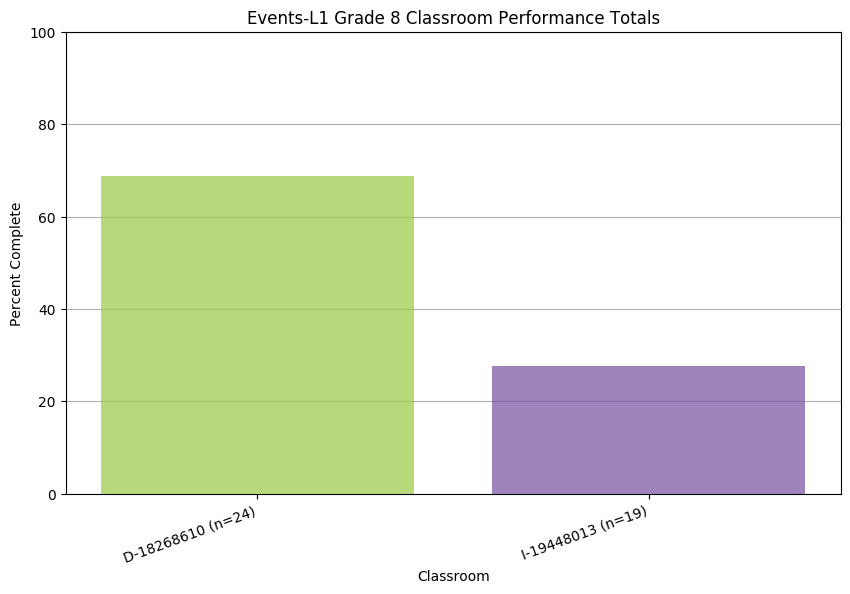 Events-L1 Grade 8 Classroom Performance Totals
100
80
60
40
20
0
Percent Complete
D-18268610 (n=24)
I-19448013 (n=19)
Classroom